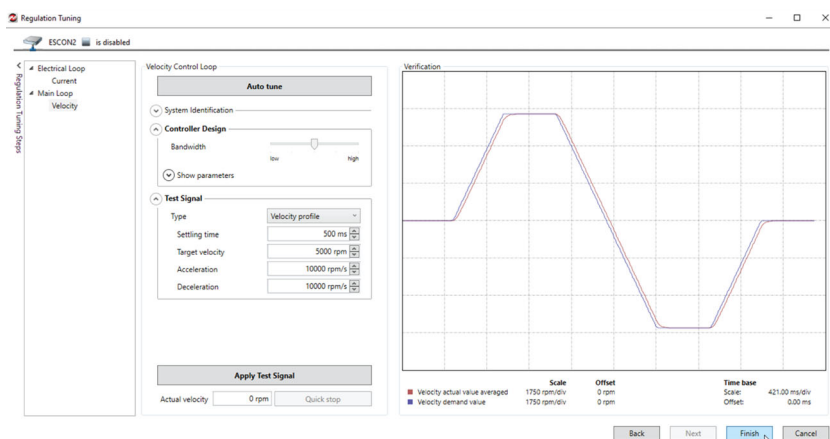 Regulation Tuning
ESCON2 is disabled
Regulation Tuning Steps
Electrical Loop
Current
Main Loop
Velocity
Velocity Control Loop
Auto tune
System Identification
Controller Design
Bandwidth
low high
Show parameters
Test Signal
Type Velocity profile
Settling time 500 ms
Target velocity 5000 rpm
Acceleration 10000 rpm/s
Deceleration 10000 rpm/s
Apply Test Signal
Actual velocity 0 rpm Quick stop
Verification
Scale Offset Time base
Velocity actual value averaged 1750 rpm/div 0 rpm Scale: 421.00 ms/div
Velocity demand value 1750 rpm/div 0 rpm Offset: 0.00 ms
Back Next Finish Cancel